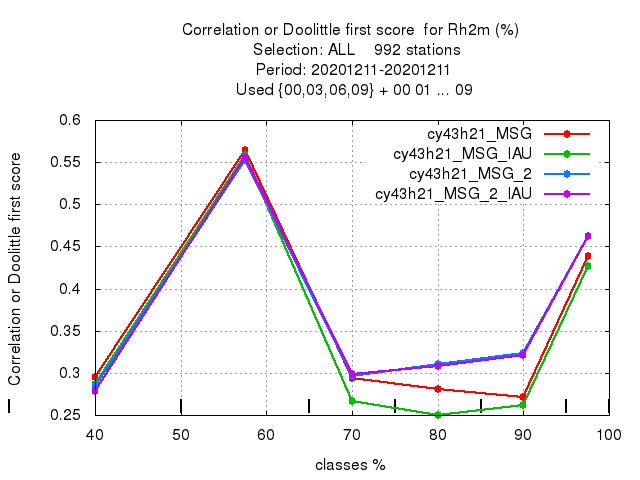 Correlation or Doolittle first score  for Rh2m (%)
Selection: ALL    992 stations
Period: 20201211-20201211
Used {00,03,06,09} + 00 01 ... 09
Correlation or Doolittle first score
0.6
0.55
0.5
0.45
0.4
0.35
0.3
0.25
cy43h21_MSG
cy43h21_MSG_IAU
cy43h21_MSG_2
cy43h21_MSG_2_IAU
40 50 60 70 80 90 100
classes %